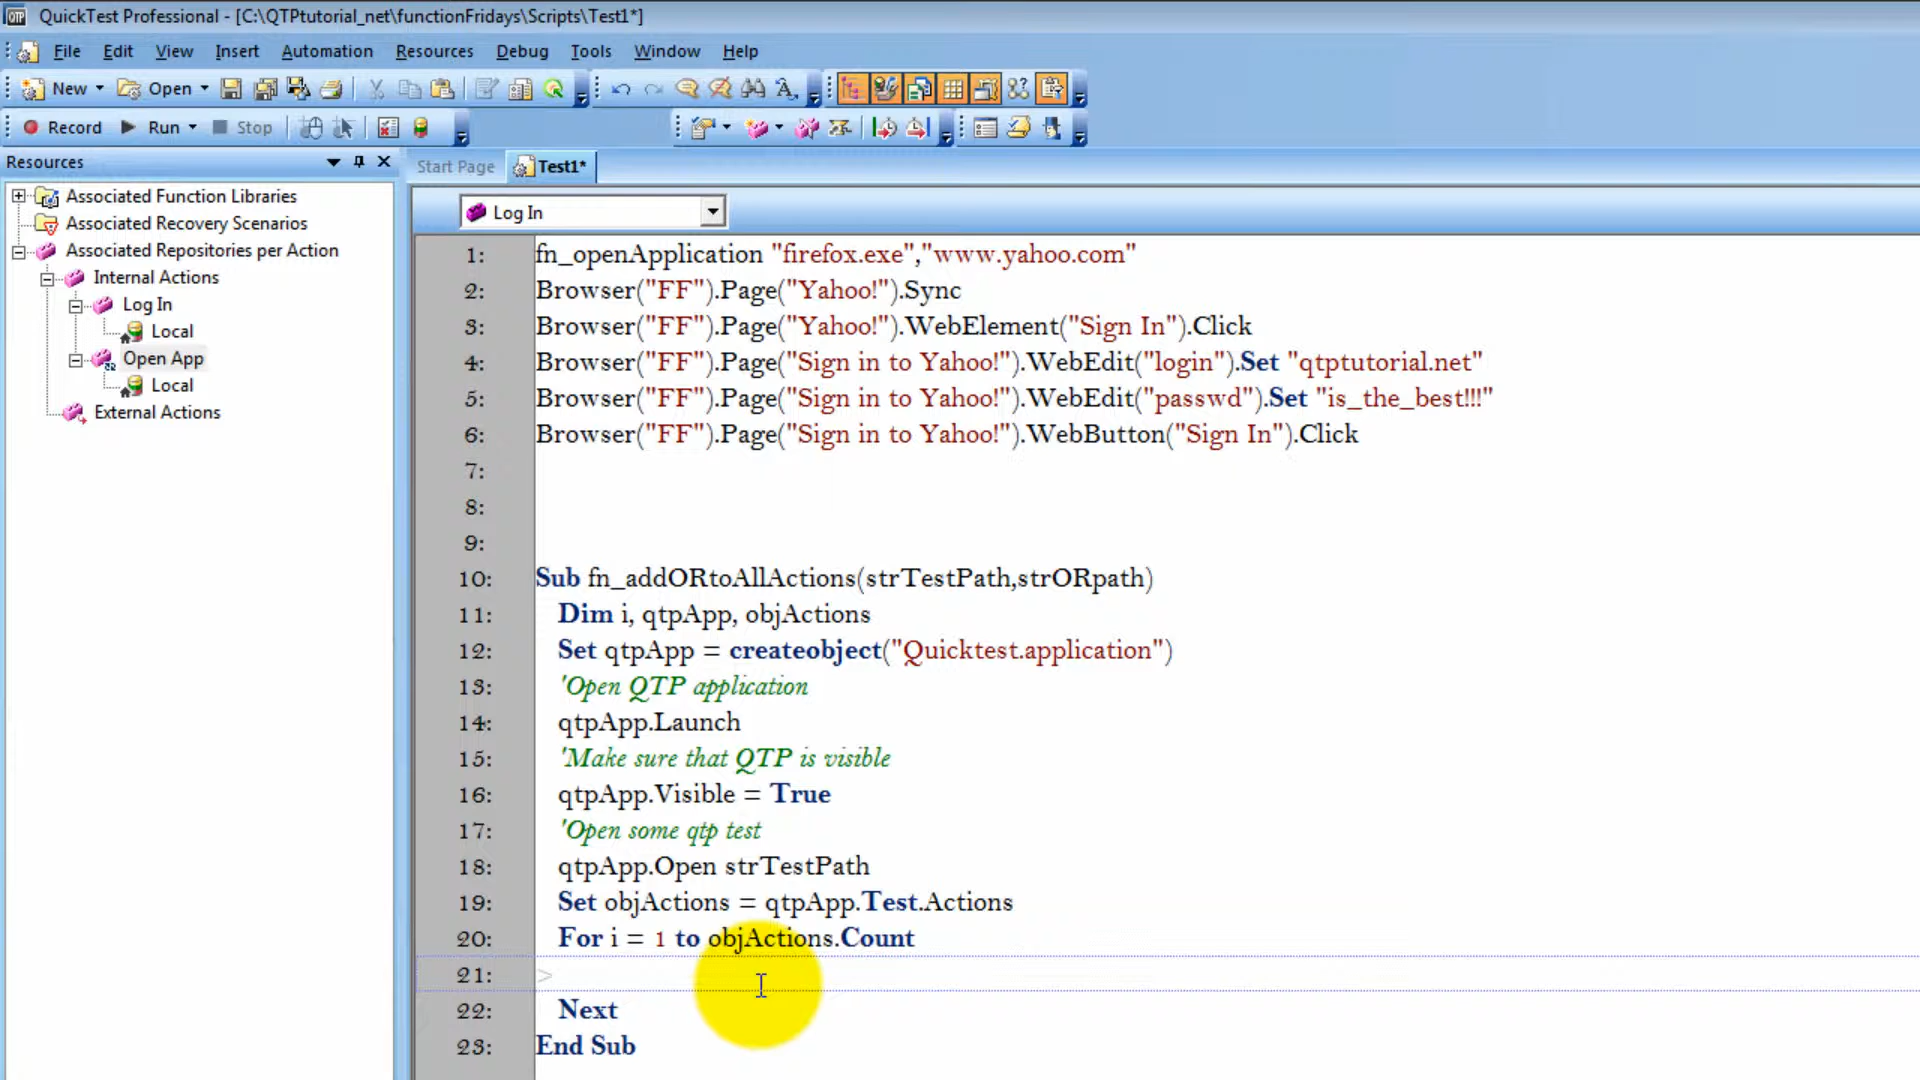 QTP QuickTest Professional - [C:\QTPtutorial_net\functionFridays\Scripts\Test1*]
File Edit View Insert Automation Resources Debug Tools Window Help
New Open
Record Run Stop
Resources
Associated Function Libraries
Associated Recovery Scenarios
Associated Repositories per Action
Internal Actions
Log In
Local
Open App
Local
External Actions
Start Page Test1*
Log In
1: fn_openApplication "firefox.exe","www.yahoo.com"
2: Browser("FF").Page("Yahoo!").Sync
3: Browser("FF").Page("Yahoo!").WebElement("Sign In").Click
4: Browser("FF").Page("Sign in to Yahoo!").WebEdit("login").Set "qtptutorial.net"
5: Browser("FF").Page("Sign in to Yahoo!").WebEdit("passwd").Set "is_the_best!!!"
6: Browser("FF").Page("Sign in to Yahoo!").WebButton("Sign In").Click
7:
8:
9:
10: Sub fn_addORtoAllActions(strTestPath,strORpath)
11: Dim i, qtpApp, objActions
12: Set qtpApp = createobject("Quicktest.application")
13: 'Open QTP application
14: qtpApp.Launch
15: 'Make sure that QTP is visible
16: qtpApp.Visible = True
17: 'Open some qtp test
18: qtpApp.Open strTestPath
19: Set objActions = qtpApp.Test.Actions
20: For i = 1 to objActions.Count
21: >
22: Next
23: End Sub